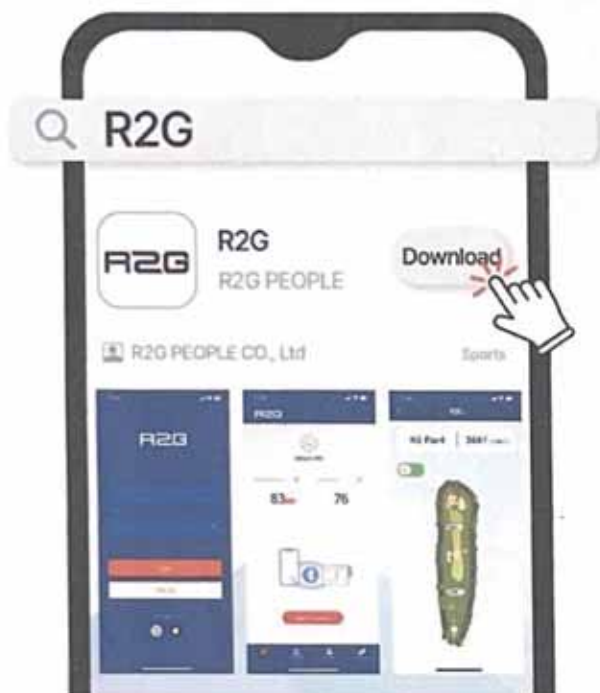 R2G
R2G
R2G
Download
R2G PEOPLE
R2G PEOPLE CO., Ltd
Sports
R2G
R2G
83
76